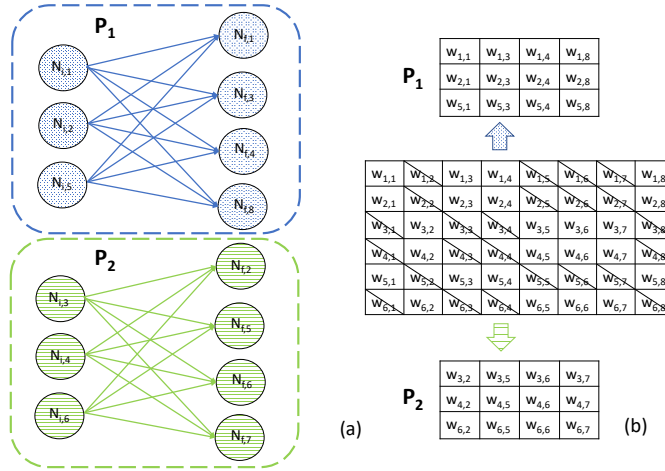 P1
Ni,1
Ni,2
Ni,5
Nf,1
Nf,3
Nf,4
Nf,8
P2
Ni,3
Ni,4
Ni,6
Nf,2
Nf,5
Nf,6
Nf,7
(a)
P1
w1,1 w1,3 w1,4 w1,8
w2,1 w2,3 w2,4 w2,8
w5,1 w5,3 w5,4 w5,8
w1,1 w1,2 w1,3 w1,4 w1,5 w1,6 w1,7 w1,8
w2,1 w2,2 w2,3 w2,4 w2,5 w2,6 w2,7 w2,8
w3,1 w3,2 w3,3 w3,4 w3,5 w3,6 w3,7 w3,8
w4,1 w4,2 w4,3 w4,4 w4,5 w4,6 w4,7 w4,8
w5,1 w5,2 w5,3 w5,4 w5,5 w5,6 w5,7 w5,8
w6,1 w6,2 w6,3 w6,4 w6,5 w6,6 w6,7 w6,8
P2
w3,2 w3,5 w3,6 w3,7
w4,2 w4,5 w4,6 w4,7
w6,2 w6,5 w6,6 w6,7
(b)